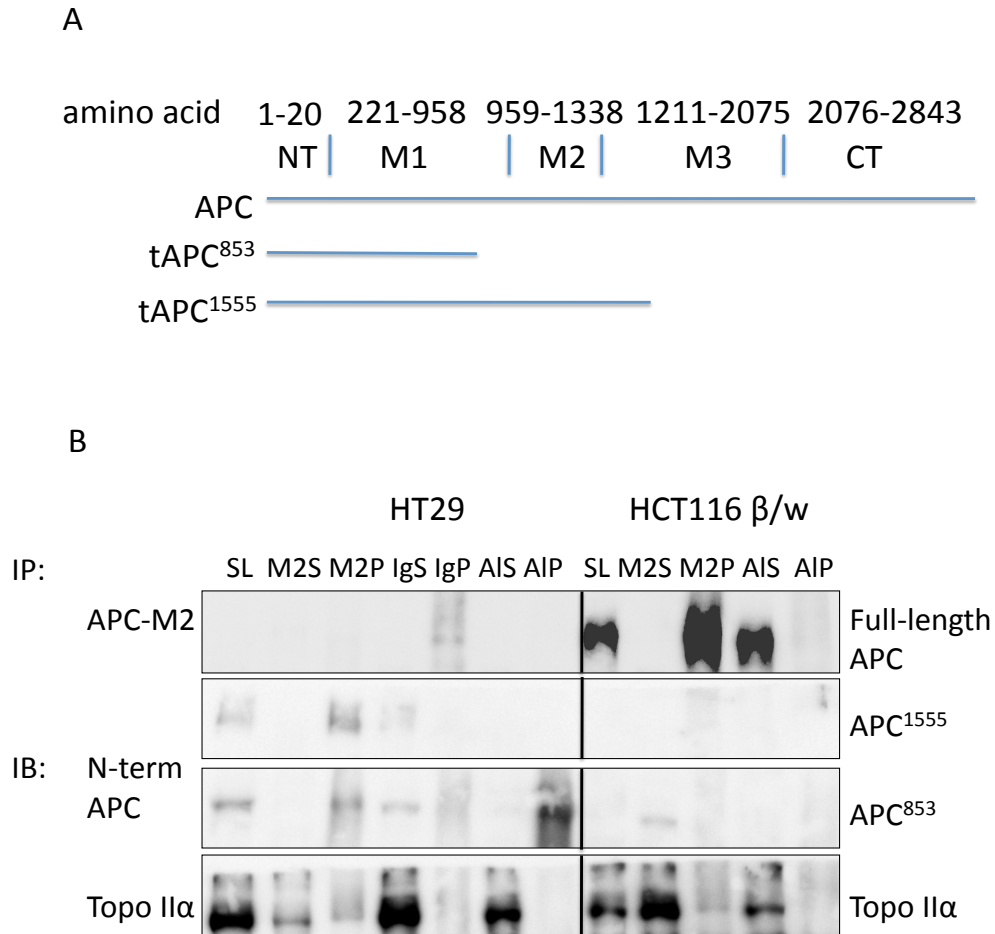 A
amino acid 1-20 221-958 959-1338 1211-2075 2076-2843
NT M1 M2 M3 CT
APC
tAPC853
tAPC1555
B
HT29 HCT116 β/w
IP: SL M2S M2P IgS IgP AlS AlP SL M2S M2P AlS AlP
APC-M2 Full-length
APC
APC1555
IB: N-term
APC APC853
Topo IIα Topo IIα